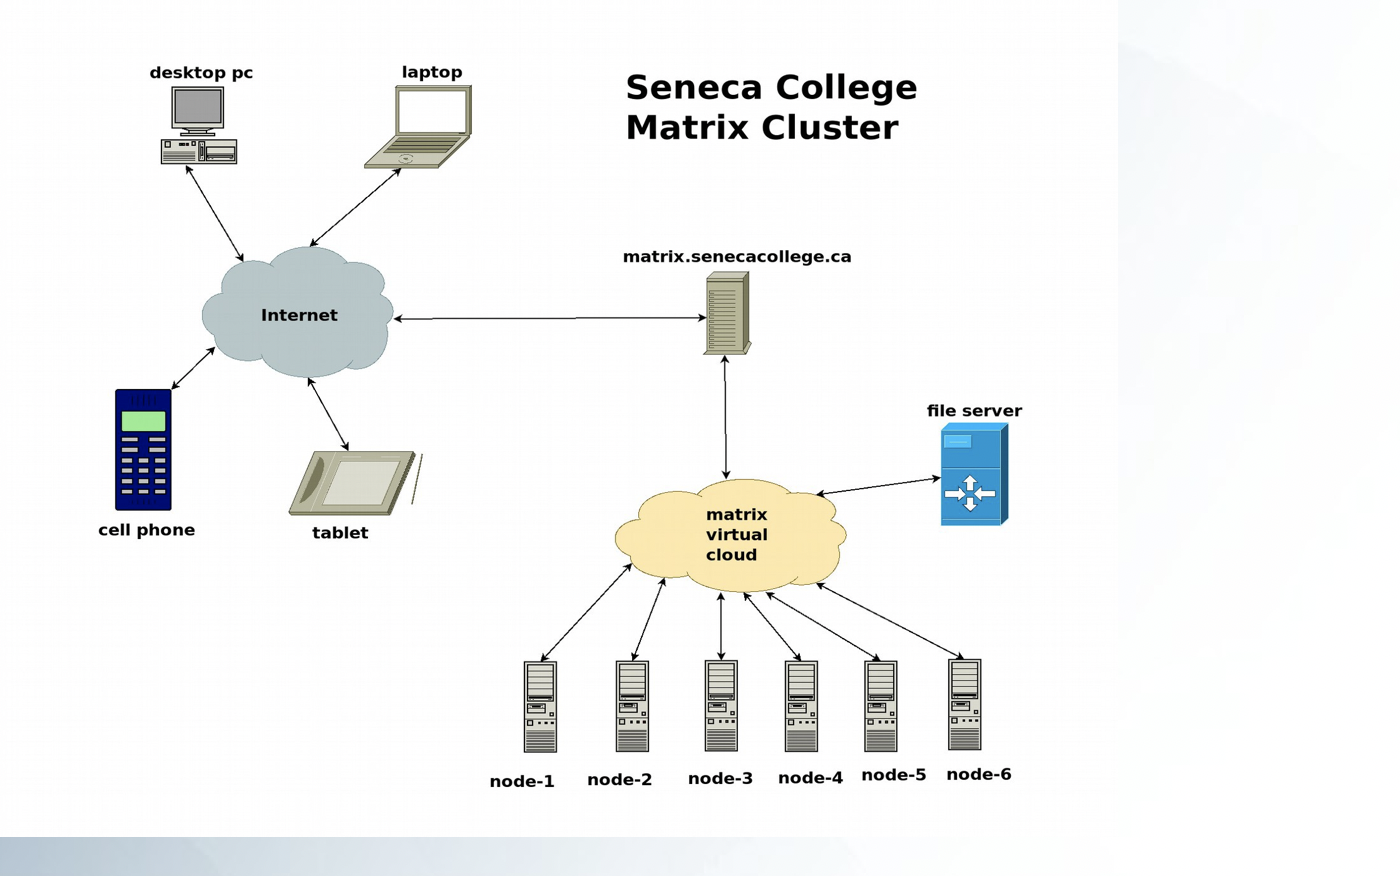 desktop pc
laptop
Seneca College
Matrix Cluster
matrix.senecacollege.ca
Internet
file server
cell phone
tablet
matrix
virtual
cloud
node-1
node-2
node-3
node-4
node-5
node-6